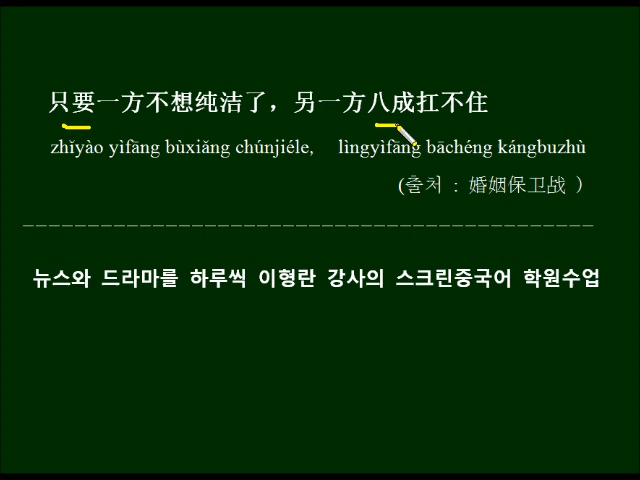 只要一方不想纯洁了，另一方八成扛不住
zhǐyào yìfāng bùxiǎng chúnjiéle, lìngyìfāng bāchéng kángbuzhù
(출처 : 婚姻保卫战 )
뉴스와 드라마를 하루씩 이형란 강사의 스크린중국어 학원수업